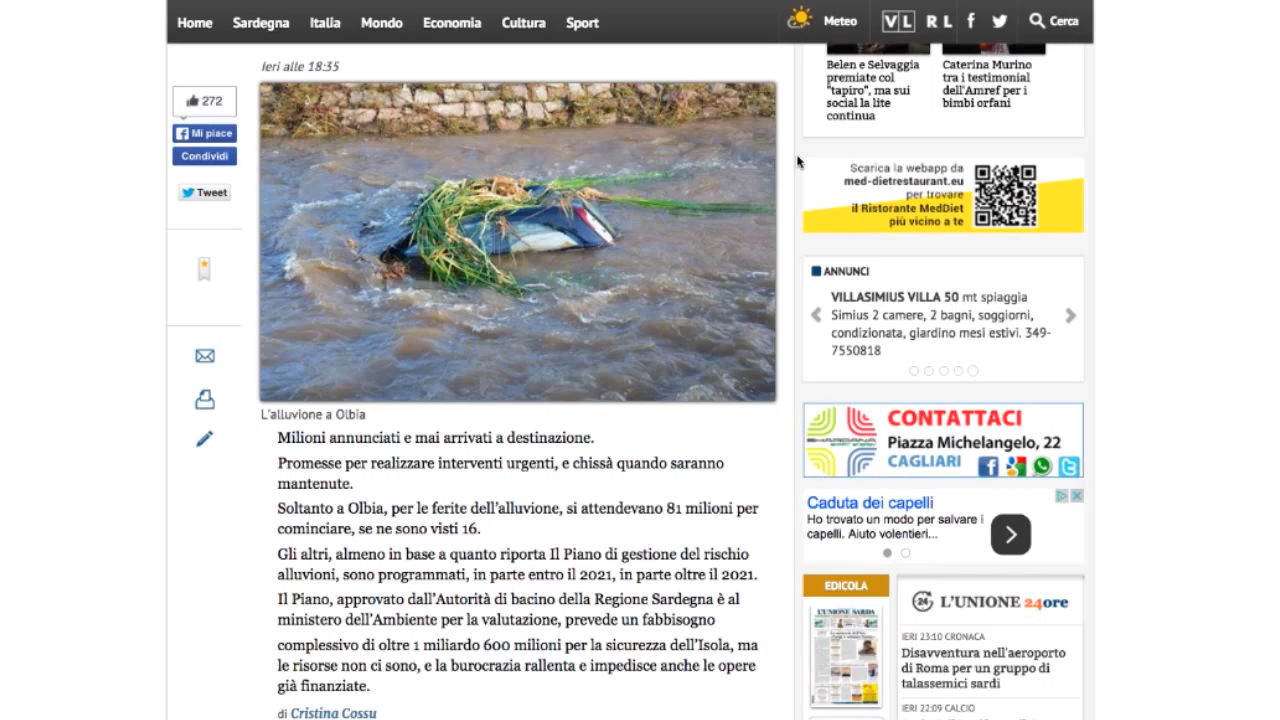 Home Sardegna Italia Mondo Economia Cultura Sport Meteo VL RL Cerca
Ieri alle 18:35
272
Mi piace
Condividi
Tweet
L'alluvione a Olbia
Milioni annunciati e mai arrivati a destinazione.
Promesse per realizzare interventi urgenti, e chissà quando saranno
mantenute.
Soltanto a Olbia, per le ferite dell'alluvione, si attendevano 81 milioni per
cominciare, se ne sono visti 16.
Gli altri, almeno in base a quanto riporta Il Piano di gestione del rischio
alluvioni, sono programmati, in parte entro il 2021, in parte oltre il 2021.
Il Piano, approvato dall'Autorità di bacino della Regione Sardegna è al
ministero dell'Ambiente per la valutazione, prevede un fabbisogno
complessivo di oltre 1 miliardo 600 milioni per la sicurezza dell'Isola, ma
le risorse non ci sono, e la burocrazia rallenta e impedisce anche le opere
già finanziate.
di Cristina Cossu
Belen e Selvaggia
premiate col
"tapiro", ma sui
social la lite
continua
Caterina Murino
tra i testimonial
dell'Amref per i
bimbi orfani
Scarica la webapp da
med-dietrestaurant.eu
per trovare
il Ristorante MedDiet
più vicino a te
ANNUNCI
VILLASIMIUS VILLA 50 mt spiaggia
Simius 2 camere, 2 bagni, soggiorni,
condizionata, giardino mesi estivi. 349-
7550818
SHARDANA
CONTATTACI
Piazza Michelangelo, 22
CAGLIARI
Caduta dei capelli
Ho trovato un modo per salvare i
capelli. Aiuto volentieri...
EDICOLA
L'UNIONE SARDA
24 L'UNIONE 24ore
IERI 23:10 CRONACA
Disavventura nell'aeroporto
di Roma per un gruppo di
talassemici sardi
IERI 22:09 CALCIO